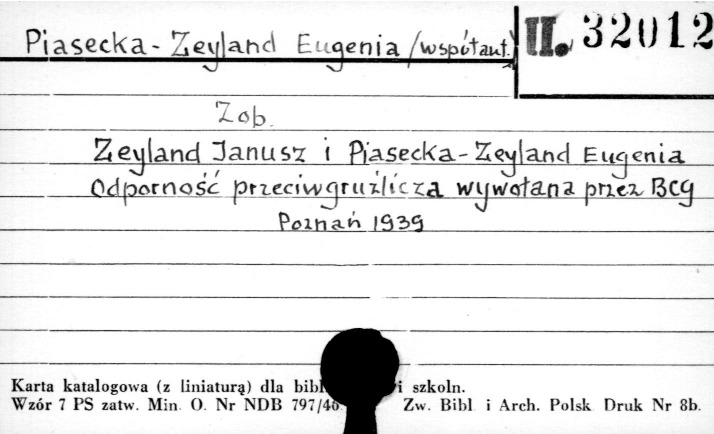 Piasecka-Zeyland Eugenia /współaut.) II. 32012
Zob.
Zeyland Janusz i Piasecka-Zeyland Eugenia
Odporność przeciwgruźlicza wywołana przez BCG
Poznań 1939
Karta katalogowa (z liniaturą) dla bibl i szkoln.
Wzór 7 PS zatw. Min. O. Nr NDB 797/46 Zw. Bibl. i Arch. Polsk. Druk Nr 8b.